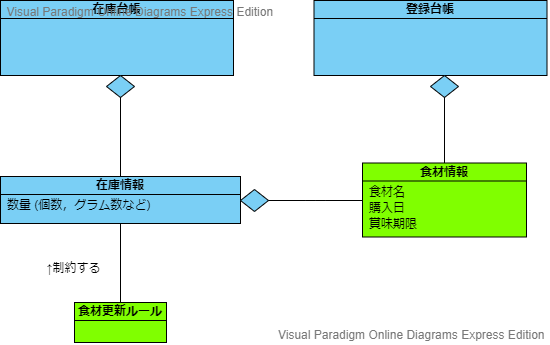 在庫台帳
Visual Paradigm Online Diagrams Express Edition
登録台帳
在庫情報
数量 (個数，グラム数など)
食材情報
食材名
購入日
賞味期限
↑制約する
食材更新ルール
Visual Paradigm Online Diagrams Express Edition